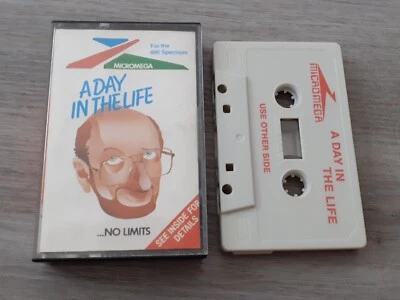 For the
48K Spectrum
MICROMEGA
A DAY
IN THE LIFE
...NO LIMITS
SEE INSIDE FOR
DETAILS
MICROMEGA
A DAY IN
THE LIFE
USE OTHER SIDE